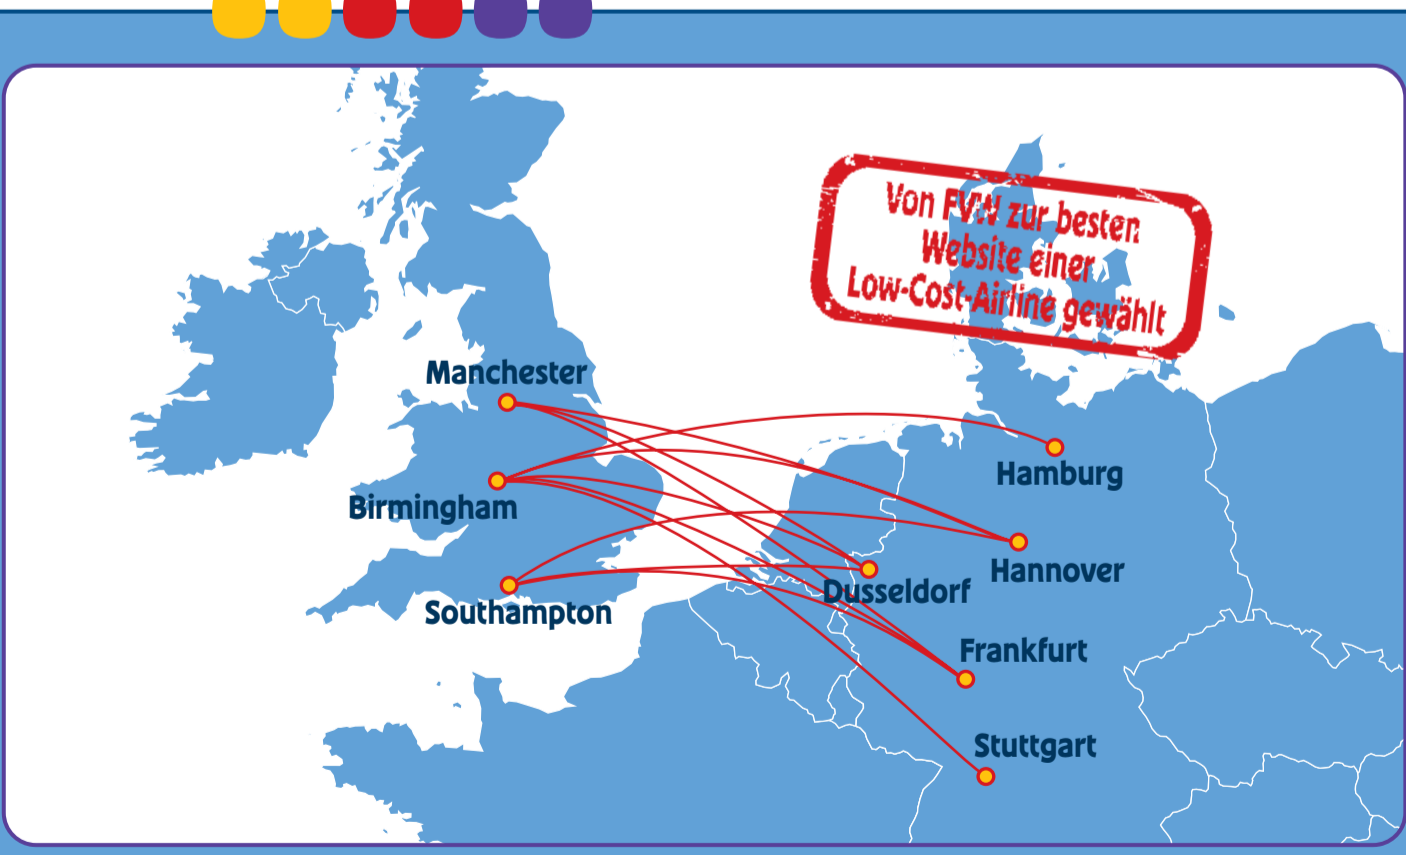 Von FVW zur besten
Website einer
Low-Cost-Airline gewählt
Manchester
Hamburg
Birmingham
Hannover
Dusseldorf
Southampton
Frankfurt
Stuttgart